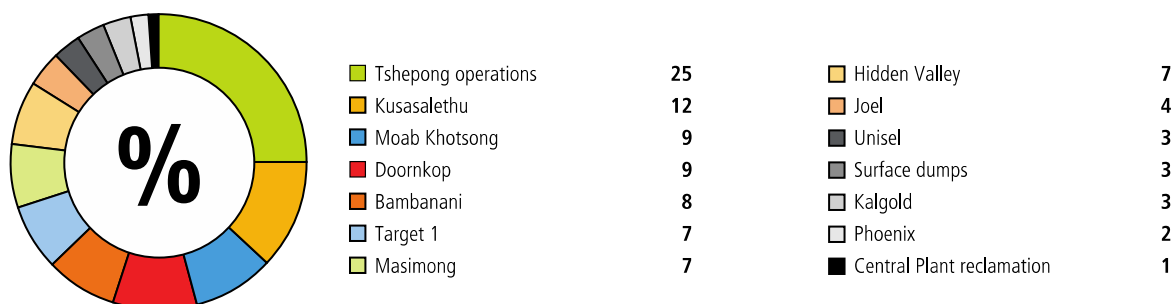 %
Tshepong operations 25
Kusasalethu 12
Moab Khotsong 9
Doornkop 9
Bambanani 8
Target 1 7
Masimong 7
Hidden Valley 7
Joel 4
Unisel 3
Surface dumps 3
Kalgold 3
Phoenix 2
Central Plant reclamation 1